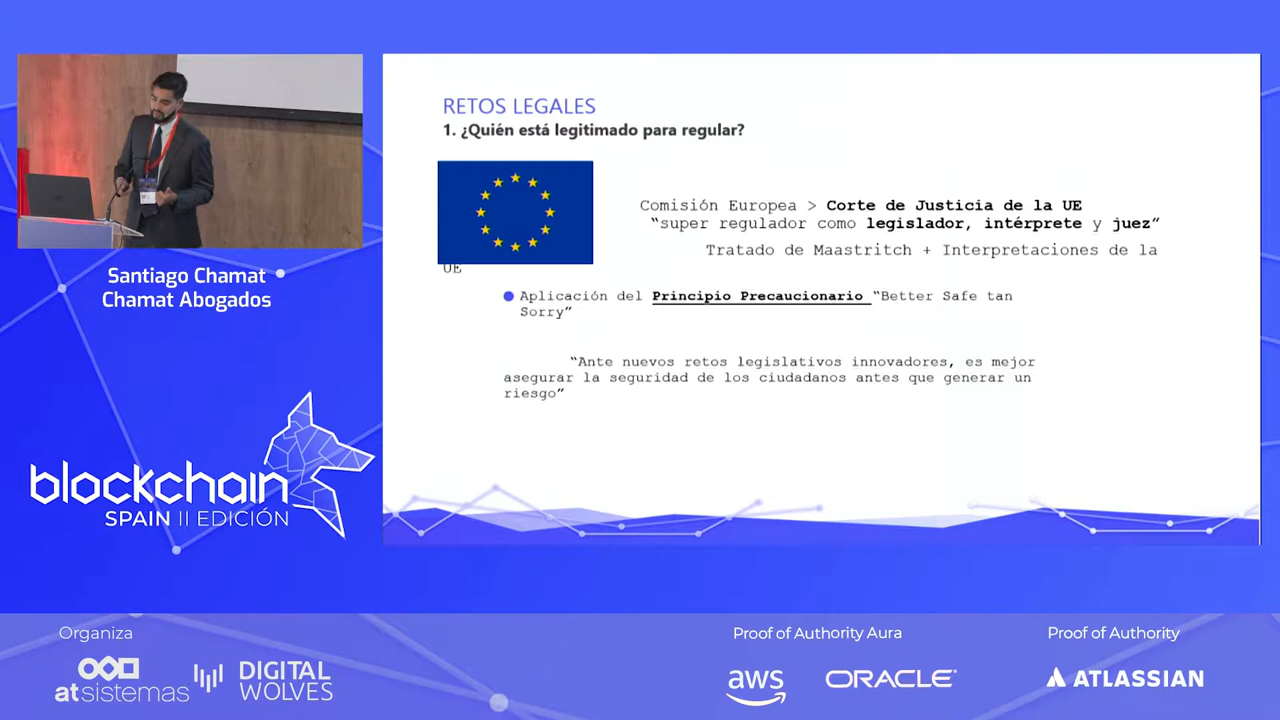 Santiago Chamat
Chamat Abogados
blockchain
SPAIN II EDICIÓN
RETOS LEGALES
1. ¿Quién está legitimado para regular?
Comisión Europea > Corte de Justicia de la UE
“super regulador como legislador, intérprete y juez”
Tratado de Maastritch + Interpretaciones de la
UE
Aplicación del Principio Precaucionario “Better Safe tan
Sorry”
“Ante nuevos retos legislativos innovadores, es mejor
asegurar la seguridad de los ciudadanos antes que generar un
riesgo”
Organiza
atsistemas
DIGITAL
WOLVES
Proof of Authority Aura
aws
ORACLE
Proof of Authority
ATLASSIAN